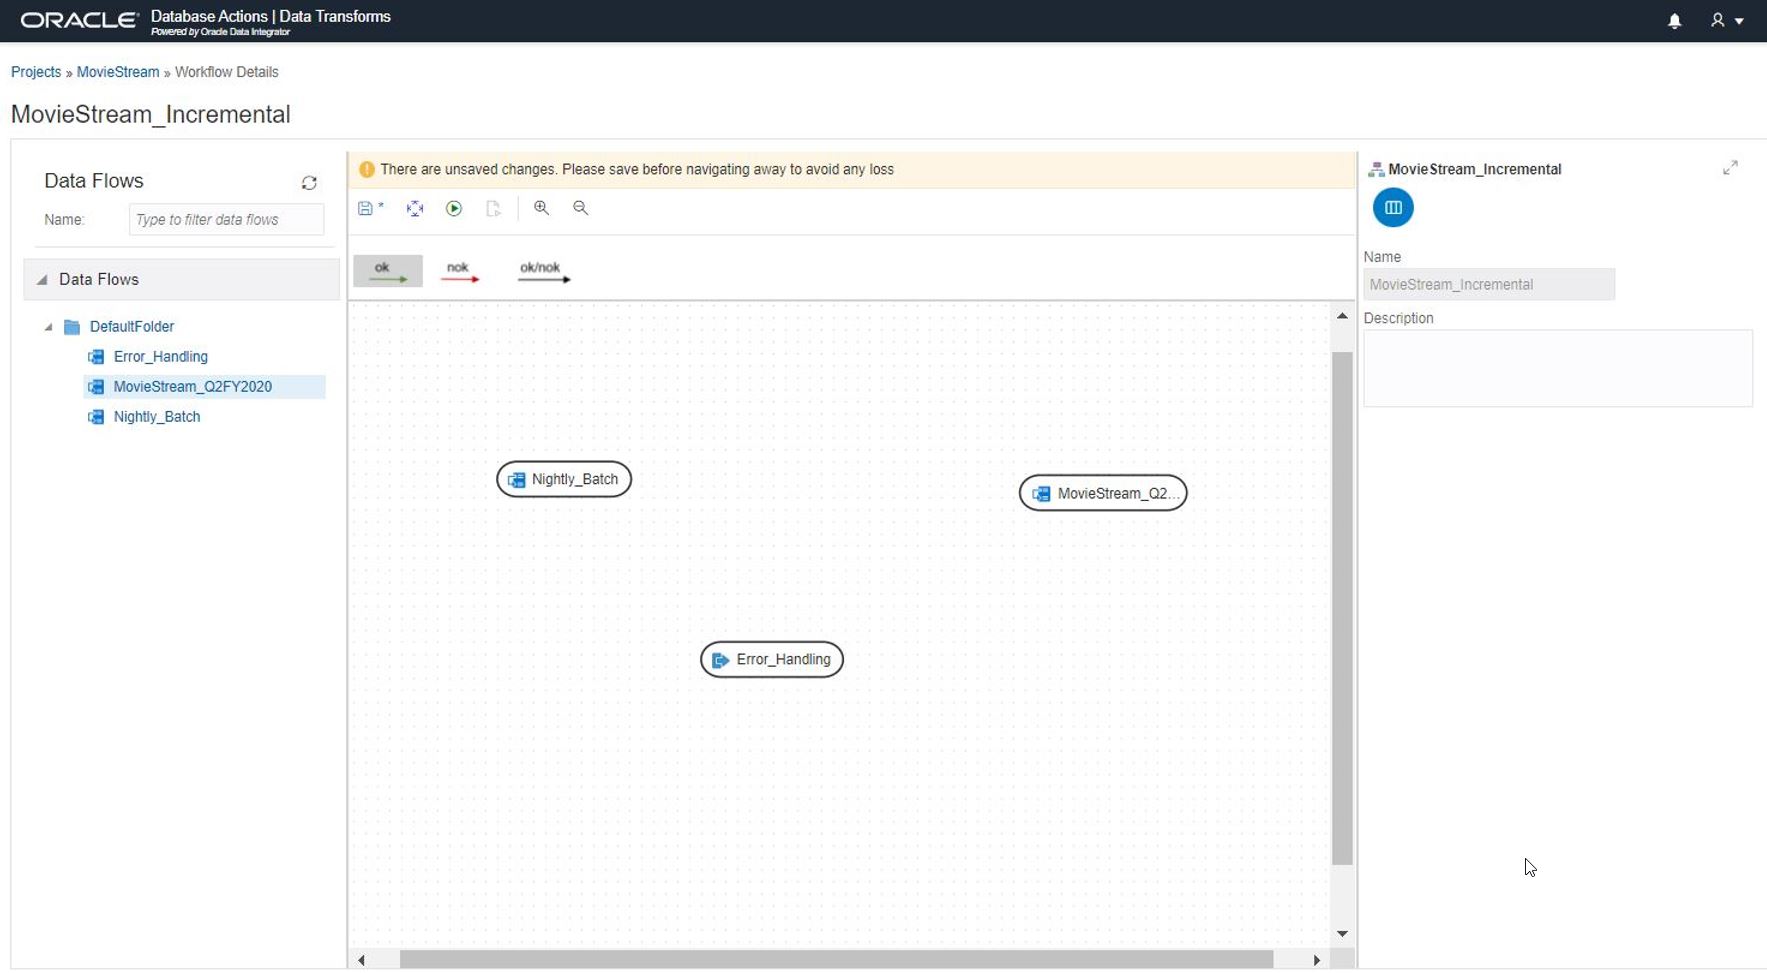 ORACLE Database Actions | Data Transforms
Powered by Oracle Data Integrator
Projects » MovieStream » Workflow Details
MovieStream_Incremental
Data Flows
Name: Type to filter data flows
Data Flows
DefaultFolder
Error_Handling
MovieStream_Q2FY2020
Nightly_Batch
There are unsaved changes. Please save before navigating away to avoid any loss
*
ok nok ok/nok
Nightly_Batch
MovieStream_Q2...
Error_Handling
MovieStream_Incremental
Name
MovieStream_Incremental
Description